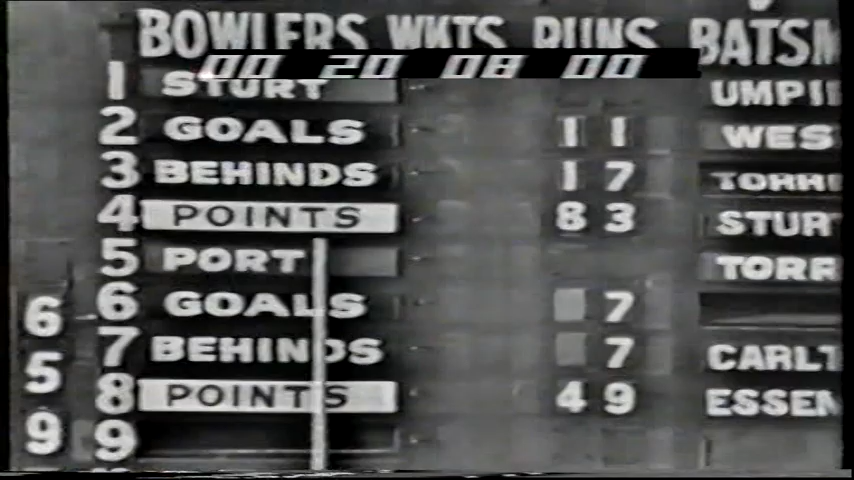 BOWLERS WKTS RUNS BATSM
00 20 08 00
1 STURT UMPI
2 GOALS 11 WES
3 BEHINDS 17 TORR
4 POINTS 83 STUR
5 PORT TORR
6 6 GOALS 7
7 BEHINDS 7 CARLT
5 8 POINTS 49 ESSEN
9 9